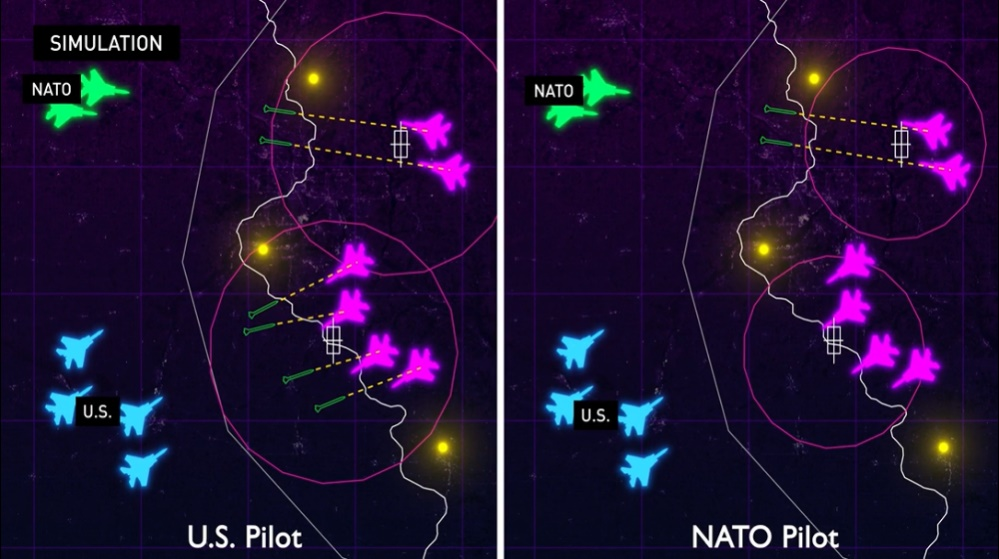 SIMULATION
NATO
U.S.
U.S. Pilot
NATO
U.S.
NATO Pilot